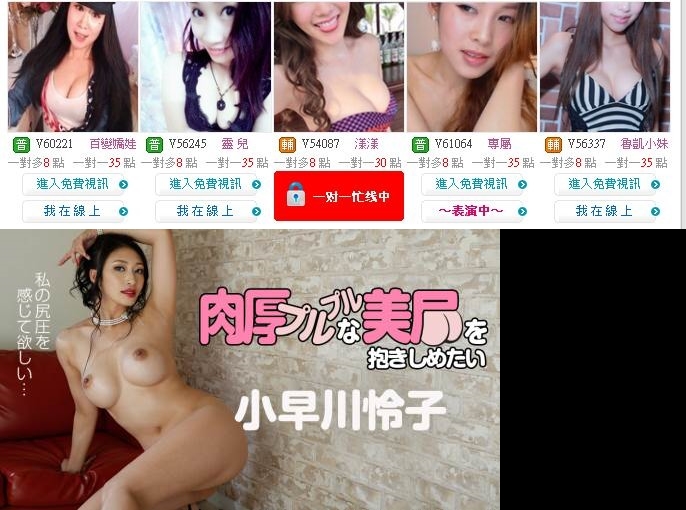 普 V60221 百變嬌娃
普 V56245 靈兒
輔 V54087 漾漾
普 V61064 專屬
輔 V56337 魯凱小妹
一對多8 點 一對一35 點
一對多8 點 一對一35 點
一對多8 點 一對一30 點
一對多8 點 一對一35 點
一對多8 點 一對一35 點
進入免費視訊
進入免費視訊
一对一忙线中
進入免費視訊
進入免費視訊
我在線上
我在線上
～表演中～
我在線上
私の尻圧を
感じて欲しい…
肉厚プルプルな美尻を
抱きしめたい
小早川怜子